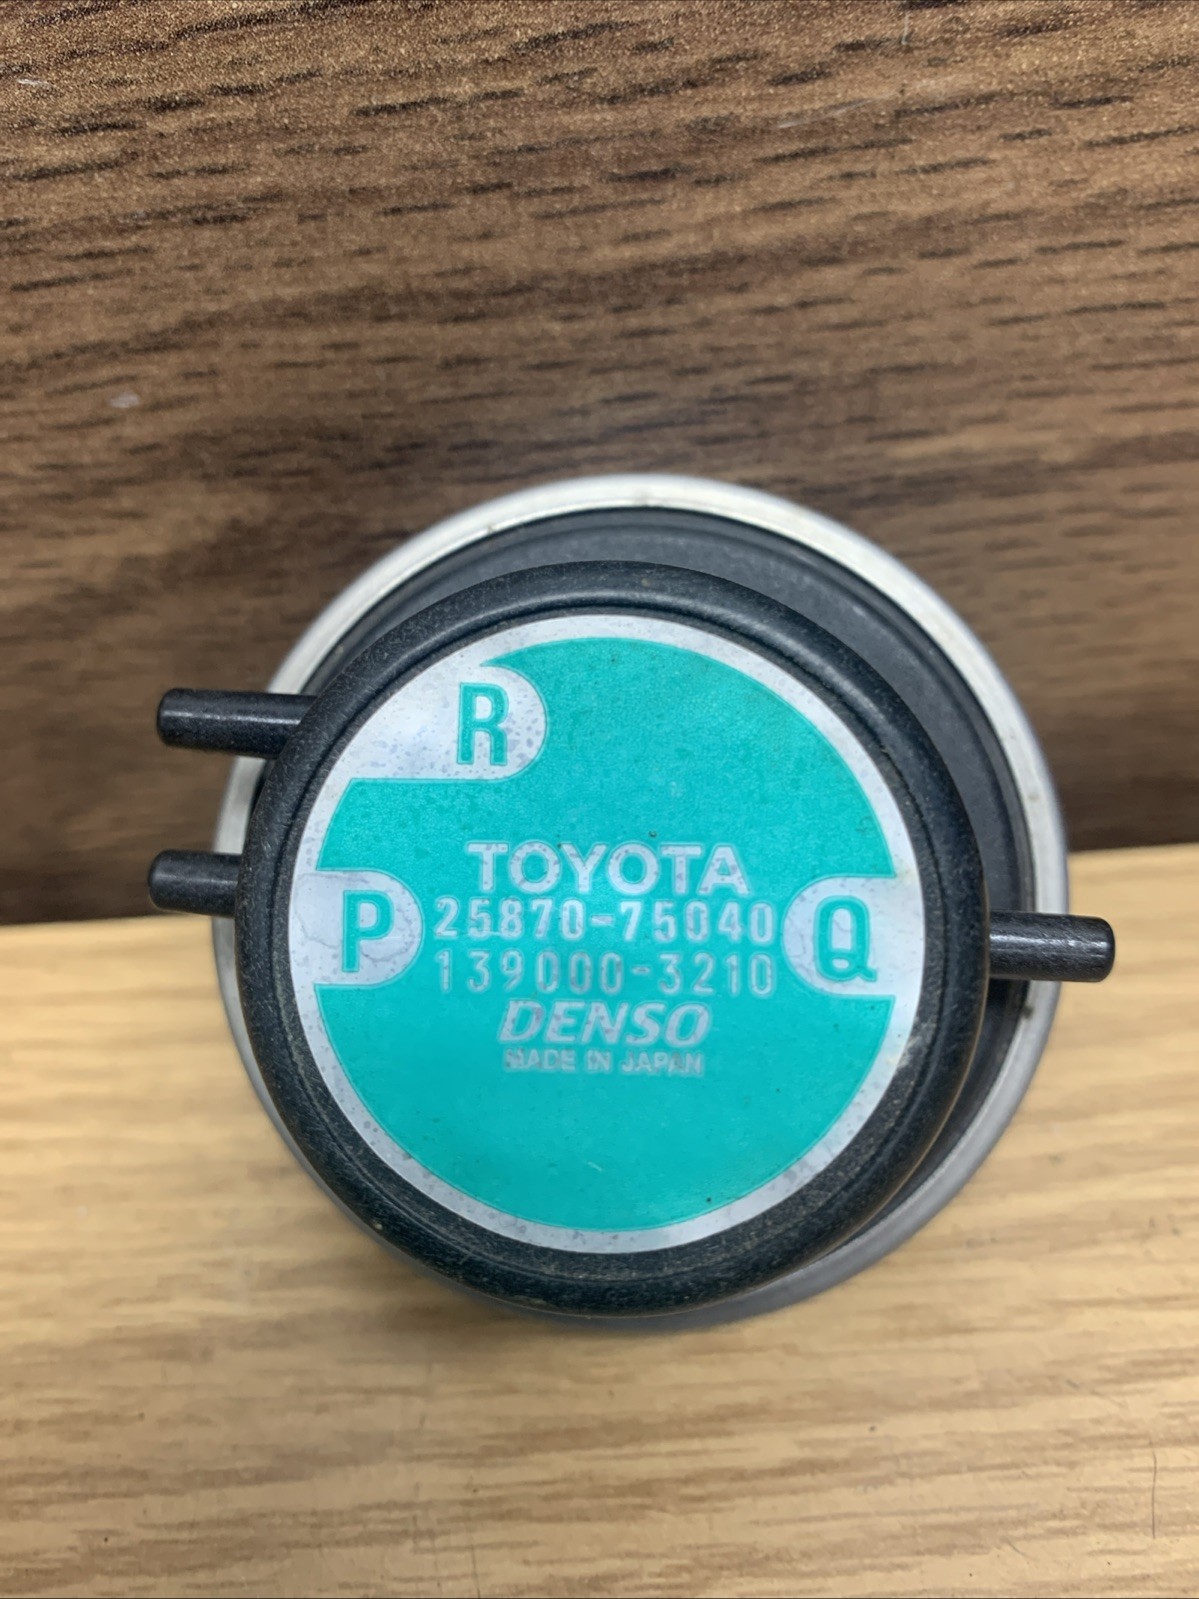 R
TOYOTA
P 25870-75040 Q
139000-3210
DENSO
MADE IN JAPAN